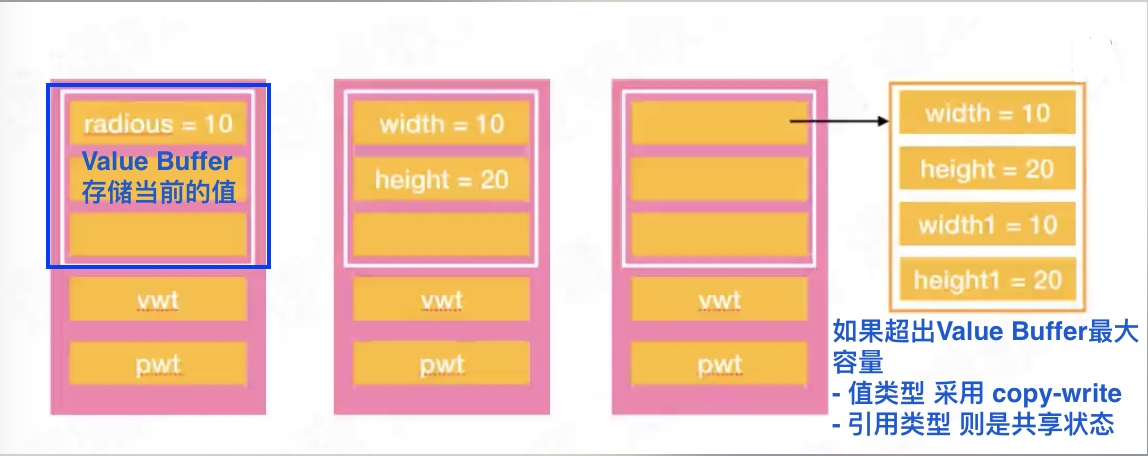 radious = 10
Value Buffer
存储当前的值
vwt
pwt
width = 10
height = 20
vwt
pwt
vwt
pwt
width = 10
height = 20
width1 = 10
height1 = 20
如果超出Value Buffer最大
容量
- 值类型 采用 copy-write
- 引用类型 则是共享状态